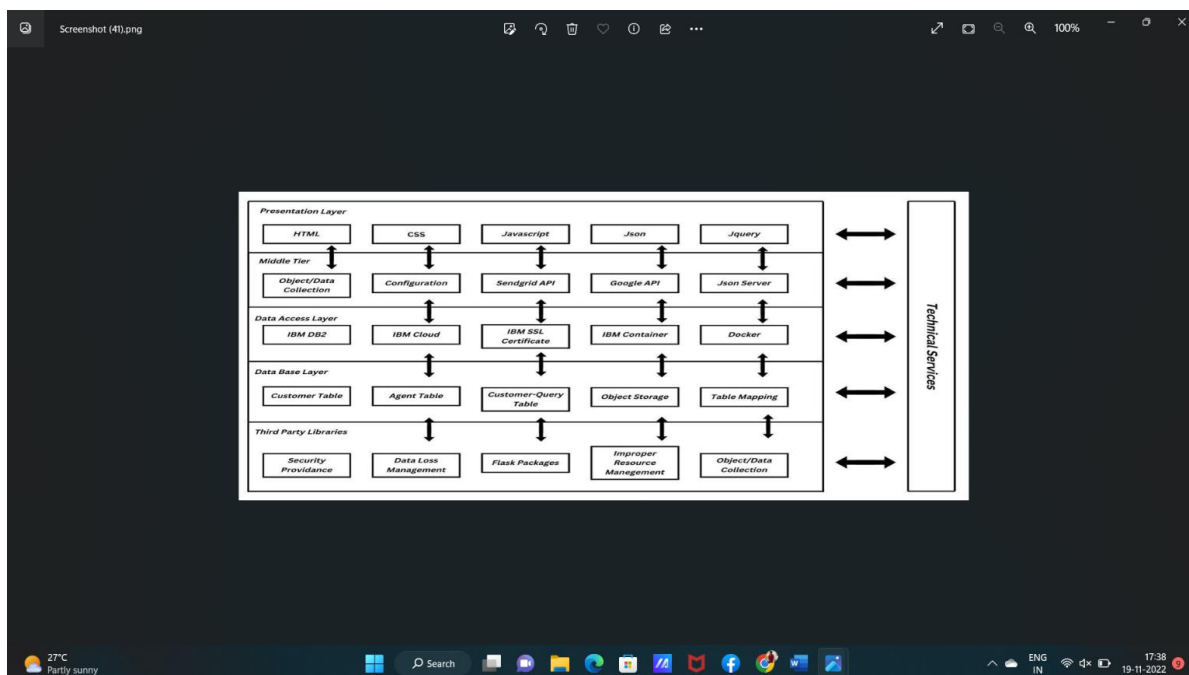 Screenshot (41).png
100%
Presentation Layer
HTML CSS Javascript Json Jquery
Middle Tier
Object/Data
Collection
Configuration Sendgrid API Google API Json Server
Data Access Layer
IBM DB2 IBM Cloud
IBM SSL
Certificate
IBM Container Docker
Data Base Layer
Customer Table Agent Table
Customer-Query
Table
Object Storage Table Mapping
Third Party Libraries
Security
Providance
Data Loss
Management
Flask Packages
Improper
Resource
Manegement
Object/Data
Collection
Technical Services
27°C
Partly sunny
Search
ENG
IN
17:38
19-11-2022
9